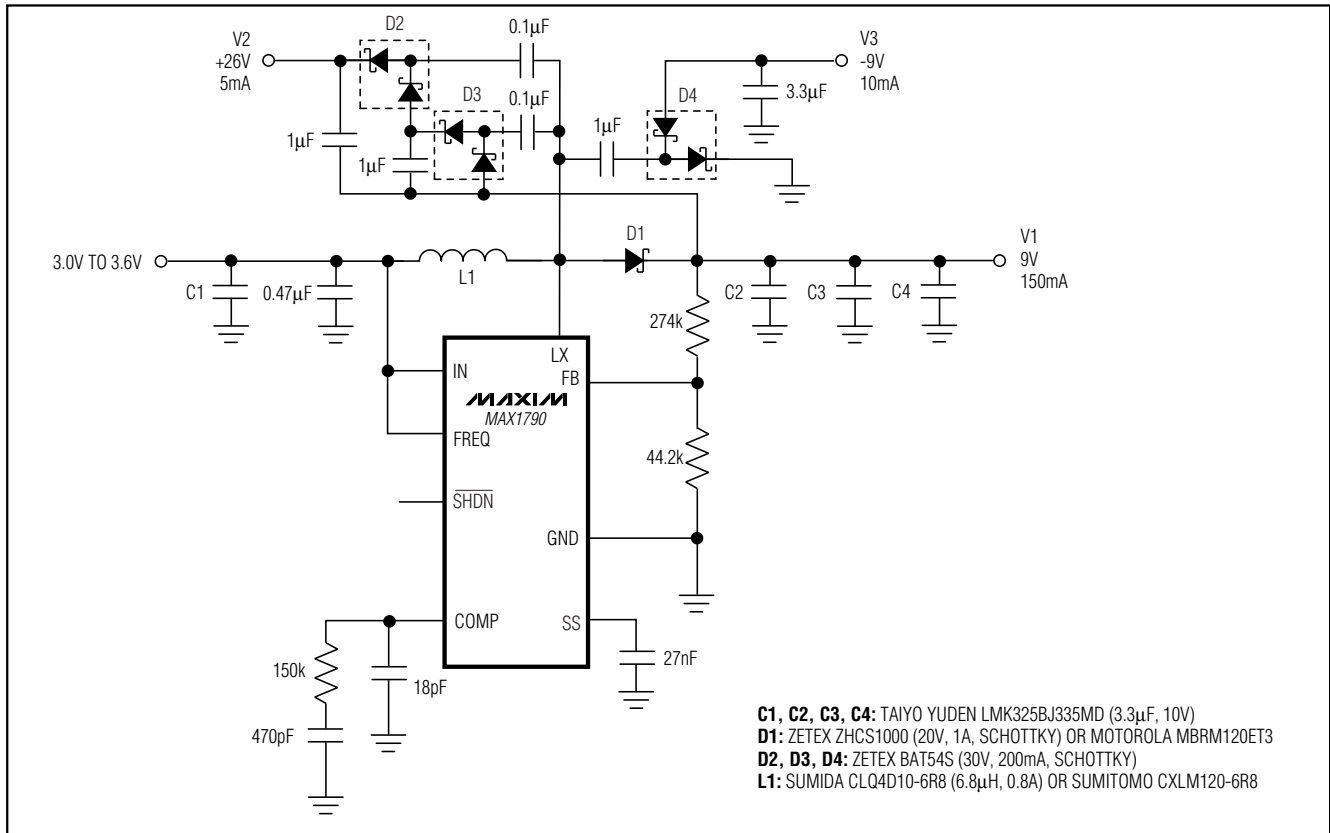 D2
0.1µF
V2
+26V
5mA
V3
-9V
10mA
D3
0.1µF
D4
3.3µF
1µF
1µF
1µF
D1
V1
9V
150mA
3.0V TO 3.6V
L1
C1
0.47µF
C2
C3
C4
274k
LX
IN
FB
MAXIM
MAX1790
FREQ
44.2k
SHDN
GND
COMP
SS
150k
18pF
27nF
470pF
C1, C2, C3, C4: TAIYO YUDEN LMK325BJ335MD (3.3µF, 10V)
D1: ZETEX ZHCS1000 (20V, 1A, SCHOTTKY) OR MOTOROLA MBRM120ET3
D2, D3, D4: ZETEX BAT54S (30V, 200mA, SCHOTTKY)
L1: SUMIDA CLQ4D10-6R8 (6.8µH, 0.8A) OR SUMITOMO CXLM120-6R8